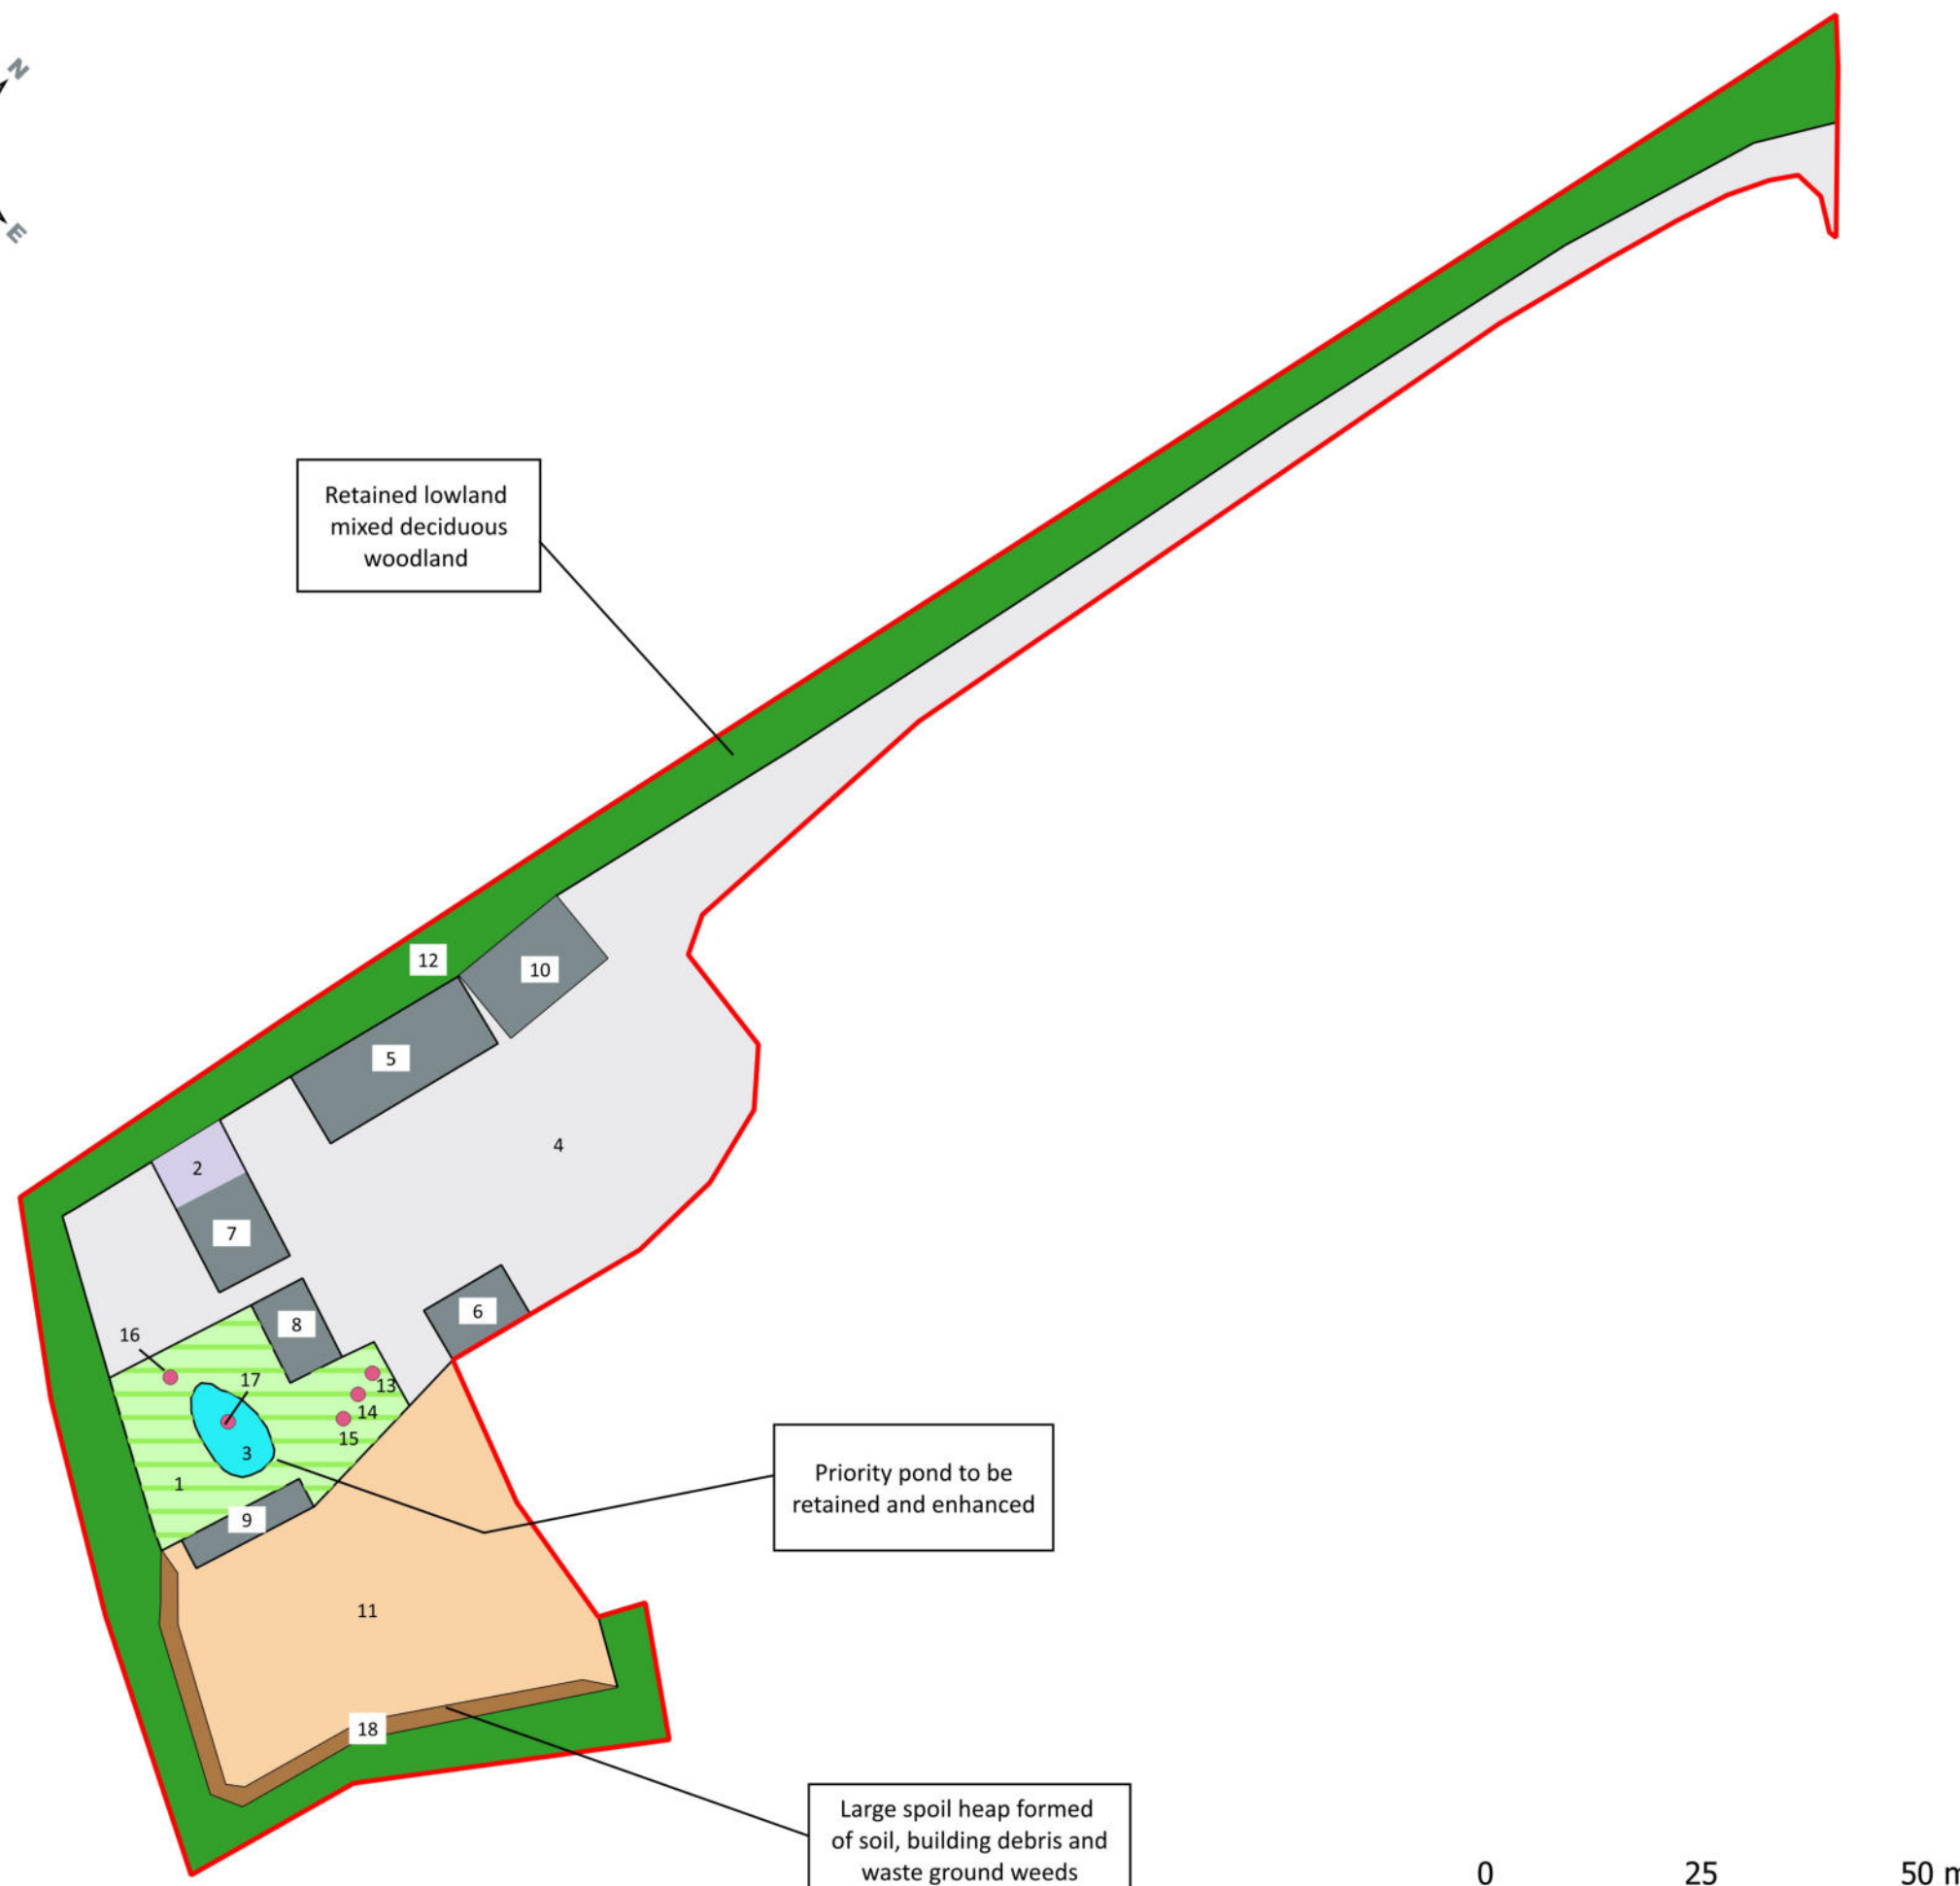 N
E
Retained lowland
mixed deciduous
woodland
12
10
5
4
2
7
6
8
16
17
13
14
15
3
1
9
Priority pond to be
retained and enhanced
11
18
Large spoil heap formed
of soil, building debris and
waste ground weeds
0 25 50 m